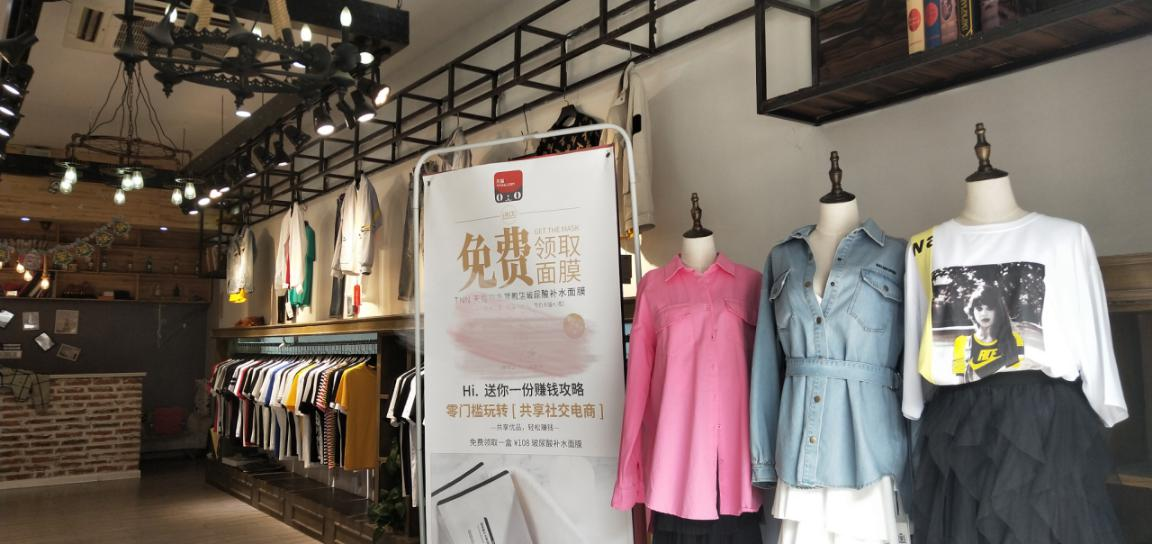 天猫
GET THE MASK
免费领取
面膜
Hi. 送你一份赚钱攻略
零门槛玩转 [ 共享社交电商 ]
—共享优品，轻松赚钱—
免费领取一盒 ¥108 玻尿酸补水面膜